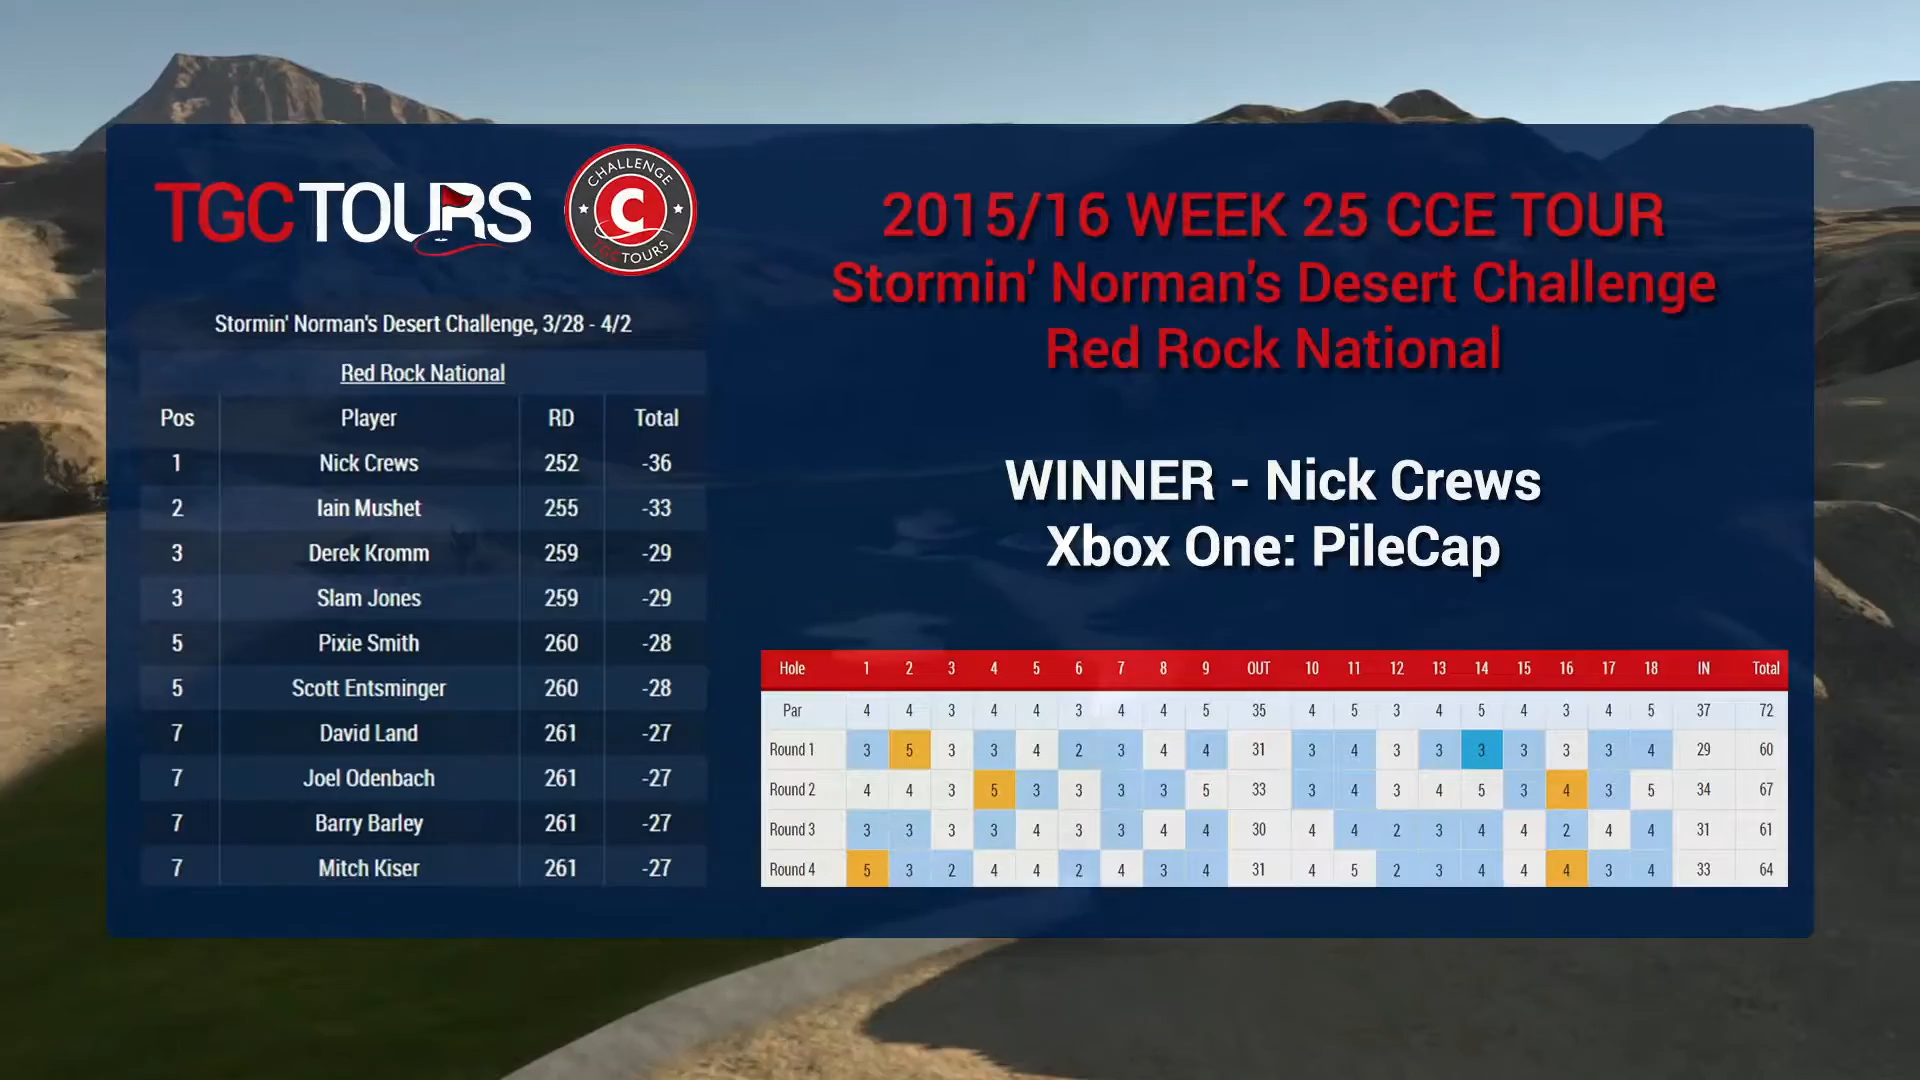 TGCTOURS
CHALLENGE
C
TGCTOURS
Stormin' Norman's Desert Challenge, 3/28 - 4/2
Red Rock National
Pos Player RD Total
1 Nick Crews 252 -36
2 Iain Mushet 255 -33
3 Derek Kromm 259 -29
3 Slam Jones 259 -29
5 Pixie Smith 260 -28
5 Scott Entsminger 260 -28
7 David Land 261 -27
7 Joel Odenbach 261 -27
7 Barry Barley 261 -27
7 Mitch Kiser 261 -27
2015/16 WEEK 25 CCE TOUR
Stormin' Norman's Desert Challenge
Red Rock National
WINNER - Nick Crews
Xbox One: PileCap
Hole 1 2 3 4 5 6 7 8 9 OUT 10 11 12 13 14 15 16 17 18 IN Total
Par 4 4 3 4 4 3 4 4 5 35 4 5 3 4 5 4 3 4 5 37 72
Round 1 3 5 3 3 4 2 3 4 4 31 3 4 3 3 3 3 3 3 4 29 60
Round 2 4 4 3 5 3 3 3 3 5 33 3 4 3 4 5 3 4 3 5 34 67
Round 3 3 3 3 3 4 3 3 4 4 30 4 4 2 3 4 4 2 4 4 31 61
Round 4 5 3 2 4 4 2 4 3 4 31 4 5 2 3 4 4 4 3 4 33 64